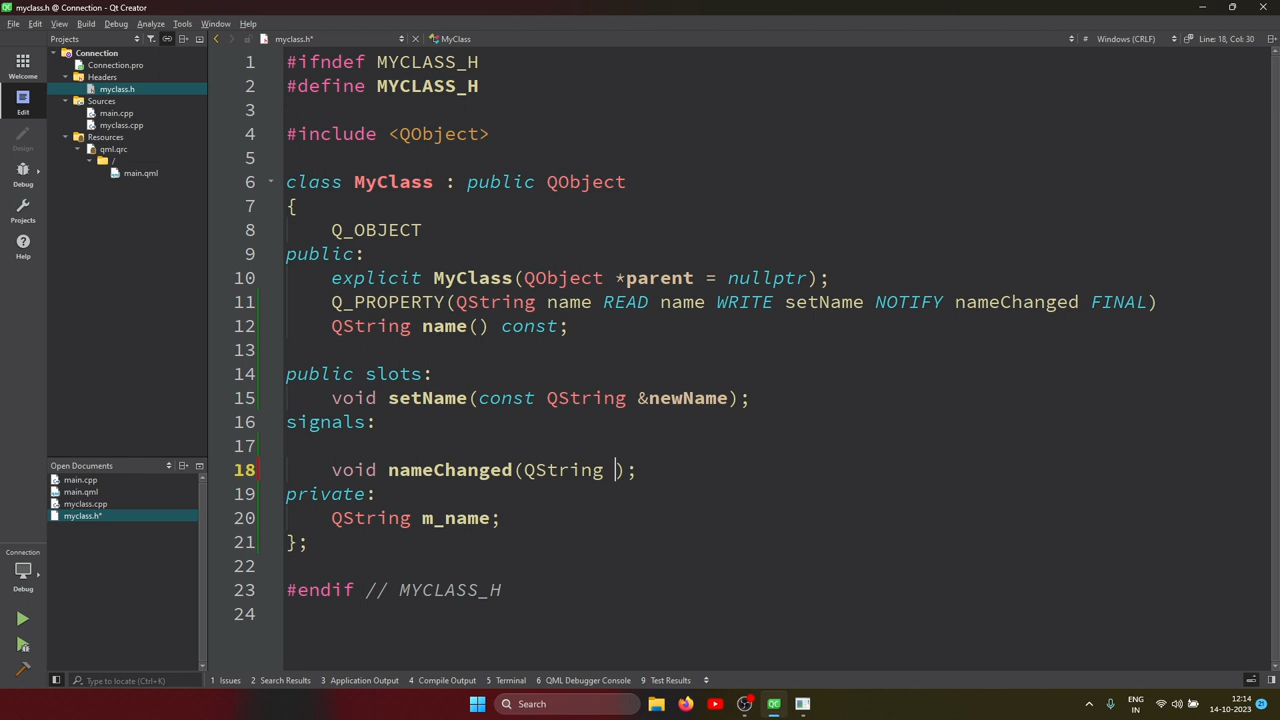 myclass.h* - Connection - Qt Creator
File Edit View Build Debug Analyze Tools Window Help
Projects
myclass.h*
MyClass
# Windows (CRLF)
Line: 18, Col: 30
Welcome
Edit
Design
Debug
Projects
Help
Connection
Connection.pro
Headers
myclass.h
Sources
main.cpp
myclass.cpp
Resources
qml.qrc
/
main.qml
Open Documents
main.cpp
main.qml
myclass.cpp
myclass.h*
Connection
Debug
1 #ifndef MYCLASS_H
2 #define MYCLASS_H
3
4 #include <QObject>
5
6 class MyClass : public QObject
7 {
8 Q_OBJECT
9 public:
10 explicit MyClass(QObject *parent = nullptr);
11 Q_PROPERTY(QString name READ name WRITE setName NOTIFY nameChanged FINAL)
12 QString name() const;
13
14 public slots:
15 void setName(const QString &newName);
16 signals:
17
18 void nameChanged(QString );
19 private:
20 QString m_name;
21 };
22
23 #endif // MYCLASS_H
24
Type to locate (Ctrl+K)
1 Issues 2 Search Results 3 Application Output 4 Compile Output 5 Terminal 6 QML Debugger Console 9 Test Results
Search
QC
ENG
IN
12:14
14-10-2023
21